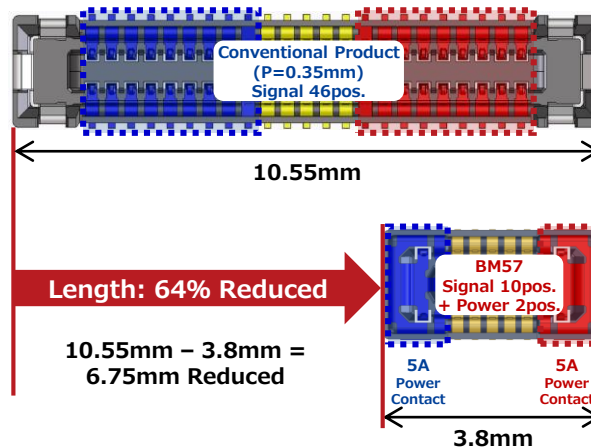 Conventional Product
(P=0.35mm)
Signal 46pos.
10.55mm
Length: 64% Reduced
BM57
Signal 10pos.
+ Power 2pos.
10.55mm – 3.8mm =
6.75mm Reduced
5A
Power
Contact
5A
Power
Contact
3.8mm